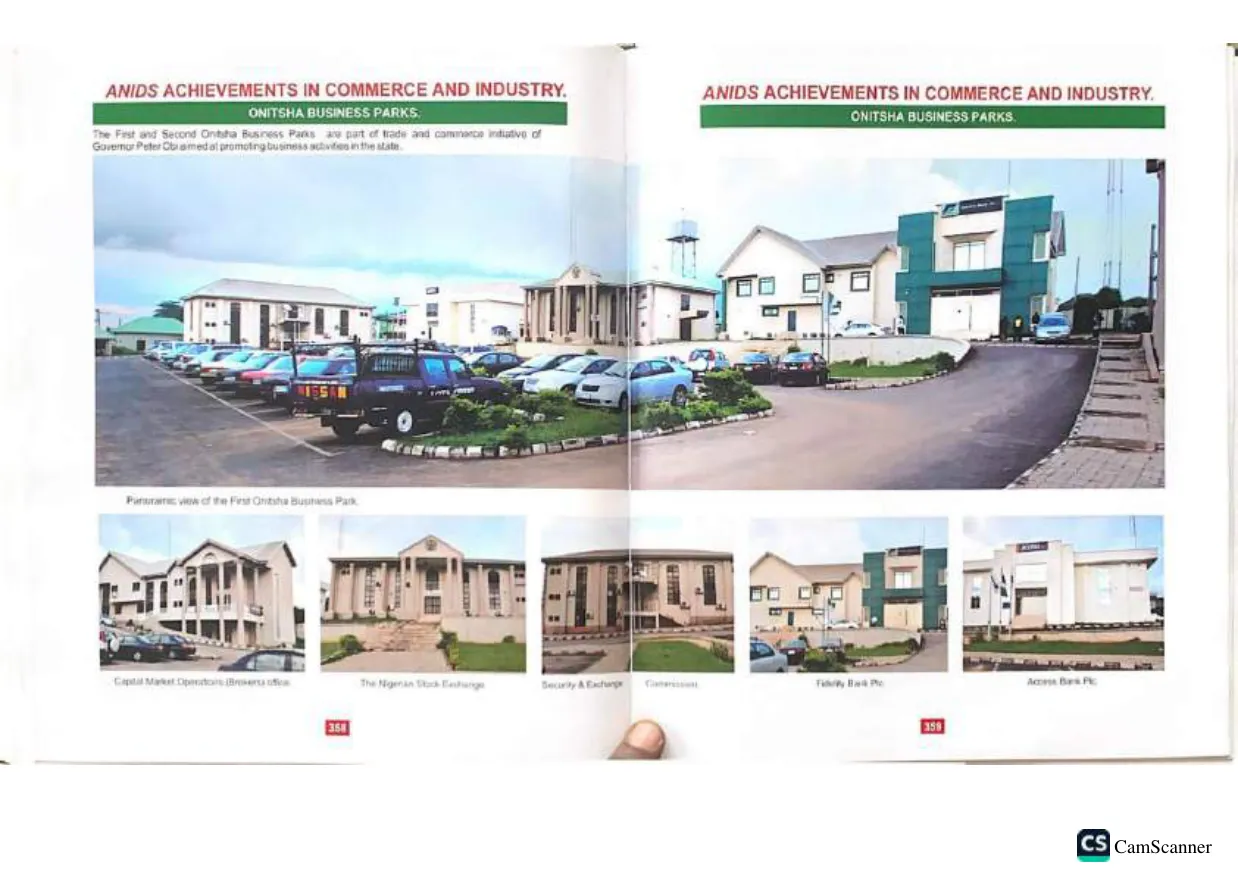 ANIDS ACHIEVEMENTS IN COMMERCE AND INDUSTRY.
ONITSHA BUSINESS PARKS.
The First and Second Onitsha Business Parks are part of trade and commerce initiative of
Governor Peter Obi aimed at promoting business activities in the state.
NISSAN
Panoramic view of the First Onitsha Business Park.
Capital Market Operations (Brokers) office
The Nigerian Stock Exchange
Security & Exchange
358
ANIDS ACHIEVEMENTS IN COMMERCE AND INDUSTRY.
ONITSHA BUSINESS PARKS.
Commission
Fidelity Bank Plc
Access Bank Plc
359
CS CamScanner